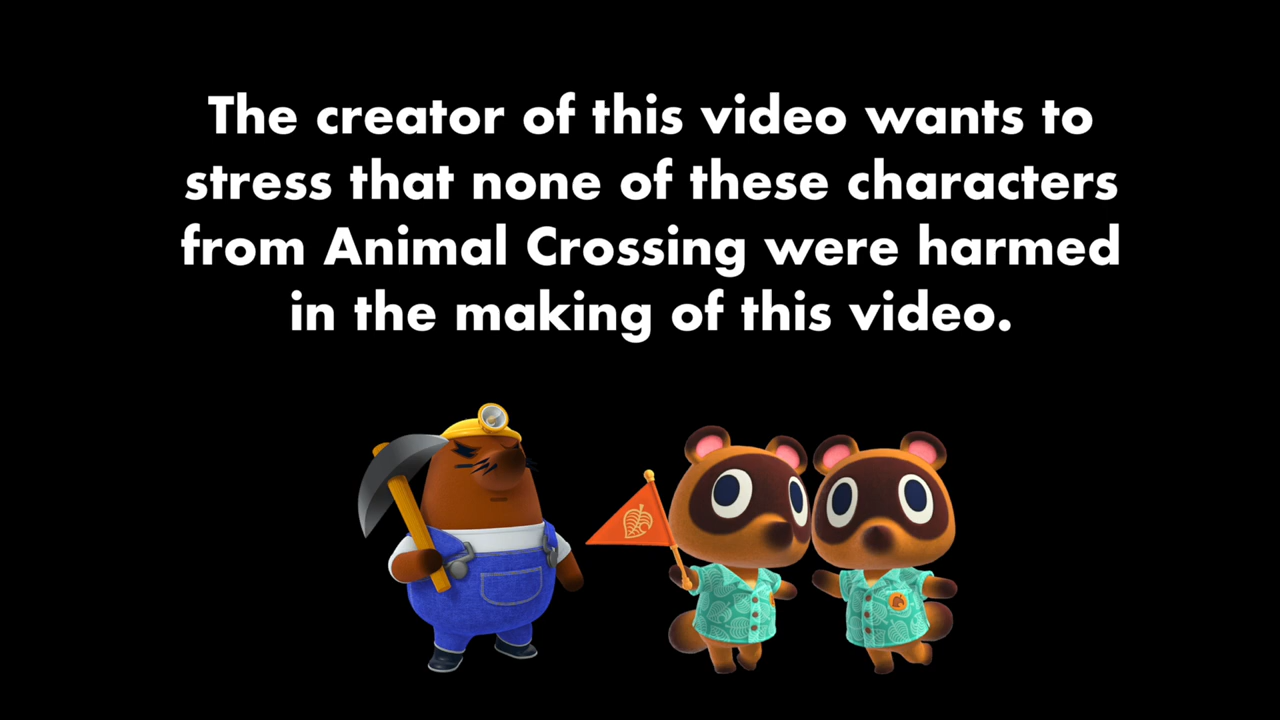 The creator of this video wants to
stress that none of these characters
from Animal Crossing were harmed
in the making of this video.